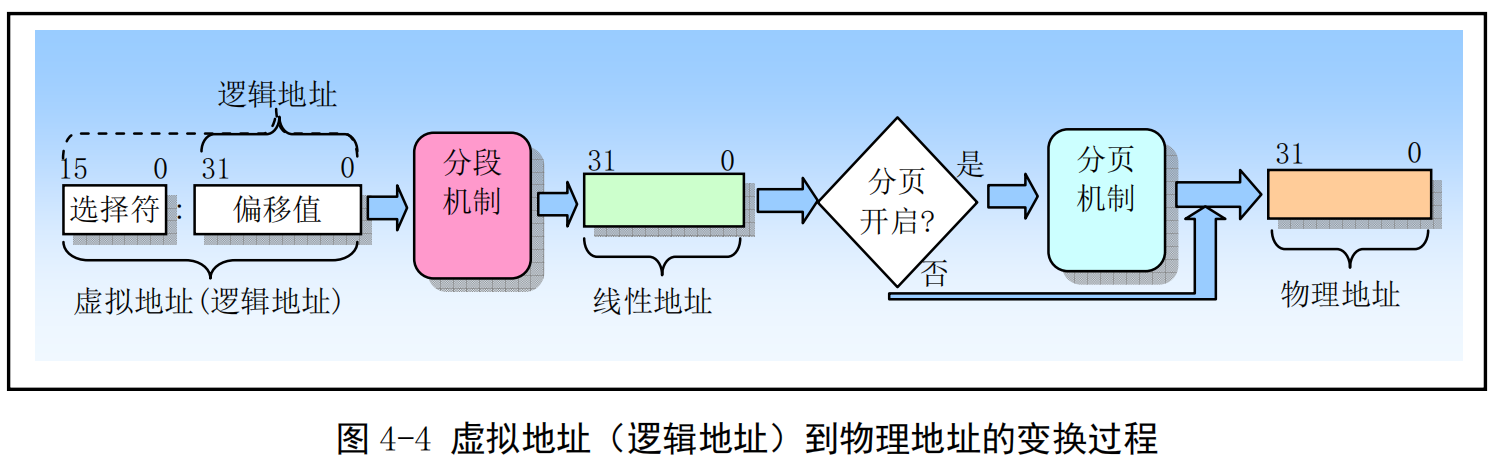 逻辑地址
15 0 31 0
选择符 : 偏移值
分段
机制
31 0
分页
开启?
是
否
分页
机制
31 0
虚拟地址(逻辑地址)
线性地址
物理地址
图 4-4 虚拟地址（逻辑地址）到物理地址的变换过程